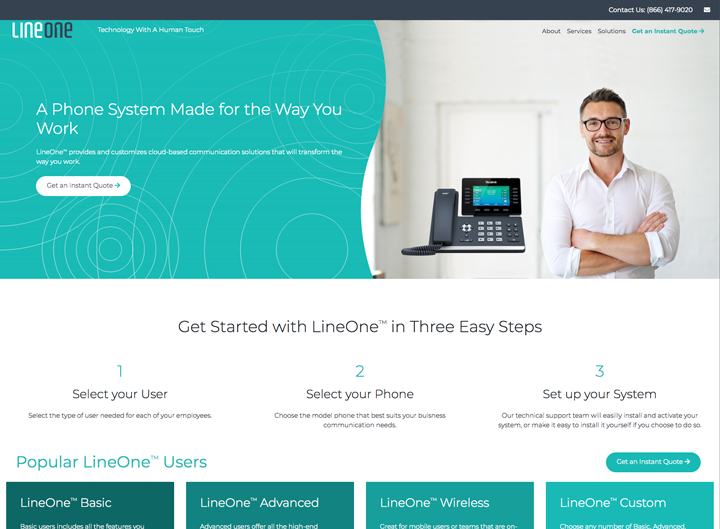 Contact Us: (866) 417-9020
LINEONE
Technology With A Human Touch
About Services Solutions Get an Instant Quote →
A Phone System Made for the Way You
Work
LineOne™ provides and customizes cloud-based communication solutions that will transform the
way you work.
Get an Instant Quote →
Get Started with LineOne™ in Three Easy Steps
1
Select your User
Select the type of user needed for each of your employees.
2
Select your Phone
Choose the model phone that best suits your buisness
communication needs.
3
Set up your System
Our technical support team will easilly install and activate your
system, or make it easy to install it yourself if you choose to do so.
Popular LineOne™ Users
Get an Instant Quote →
LineOne™ Basic
Basic users includes all the features you
LineOne™ Advanced
Advanced users offer all the high-end
LineOne™ Wireless
Great for mobile users or teams that are on-
LineOne™ Custom
Choose any number of Basic, Advanced,